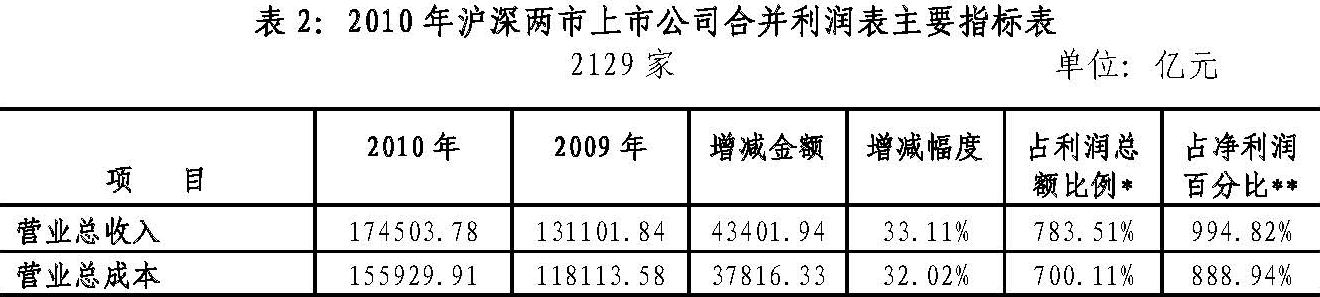 表 2：2010 年沪深两市上市公司合并利润表主要指标表
2129 家 单位：亿元
项 目 2010 年 2009 年 增减金额 增减幅度 占利润总额比例* 占净利润百分比**
营业总收入 174503.78 131101.84 43401.94 33.11% 783.51% 994.82%
营业总成本 155929.91 118113.58 37816.33 32.02% 700.11% 888.94%